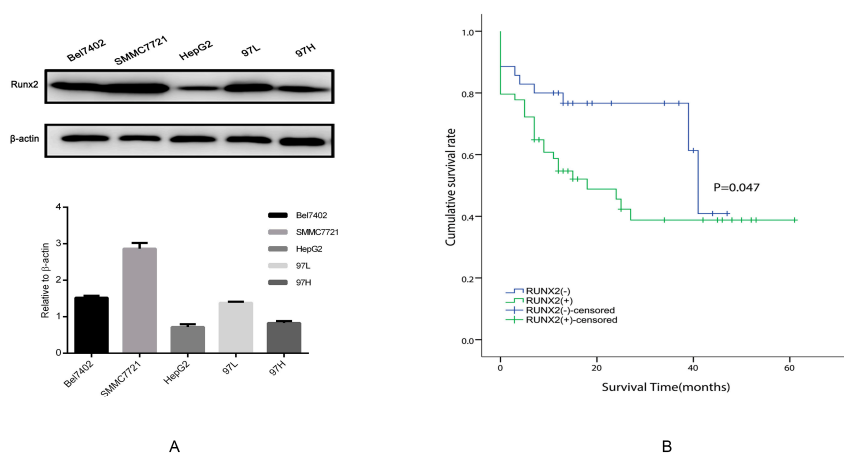 Bel7402 SMMC7721 HepG2 97L 97H
Runx2
β-actin
Relative to β-actin
4
3
2
1
0
Bel7402
SMMC7721
HepG2
97L
97H
Bel7402 SMMC7721 HepG2 97L 97H
A
Cumulative survival rate
1.0
0.8
0.6
0.4
0.2
0.0
P=0.047
RUNX2(-)
RUNX2(+)
RUNX2(-)-censored
RUNX2(+)-censored
0 20 40 60
Survival Time(months)
B